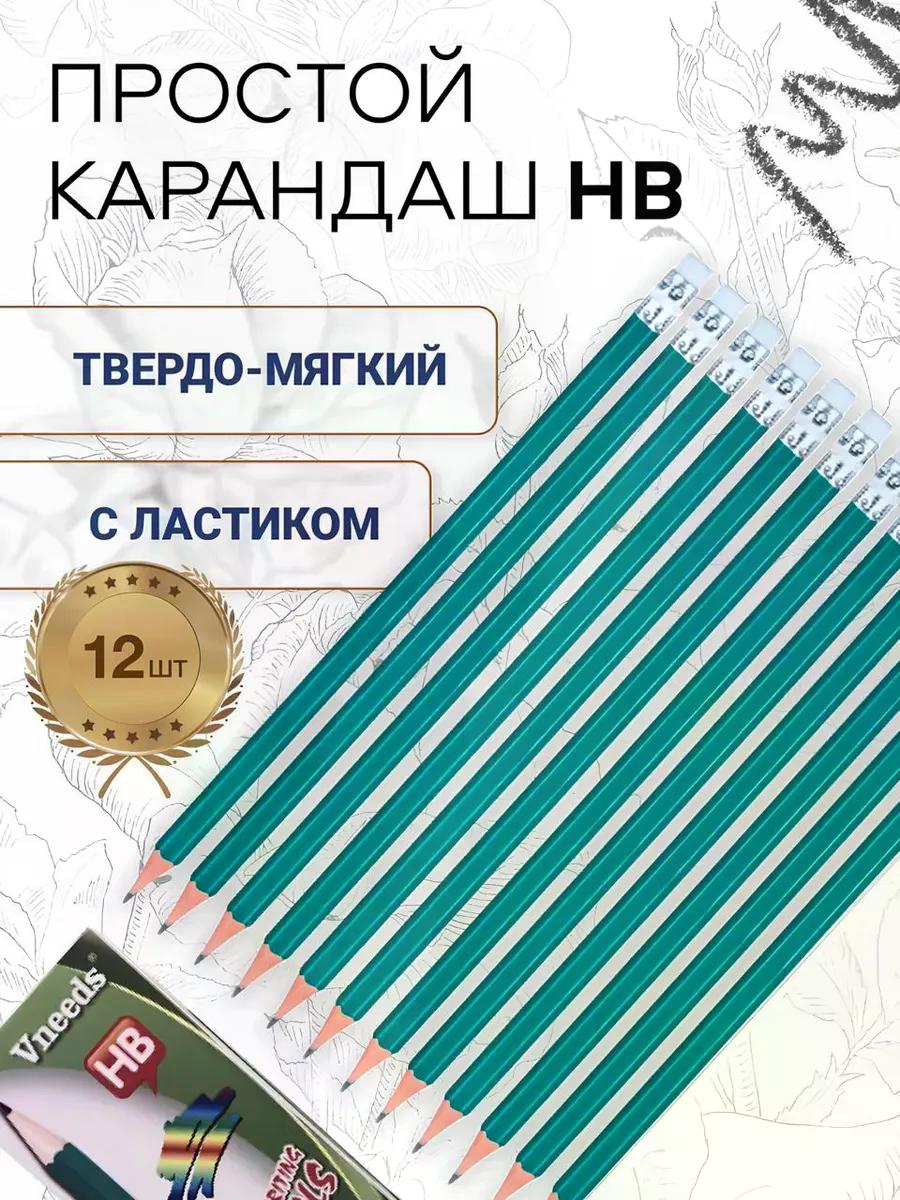 ПРОСТОЙ
КАРАНДАШ HB
ТВЕРДО-МЯГКИЙ
С ЛАСТИКОМ
12 шт
Vneeds®
HB